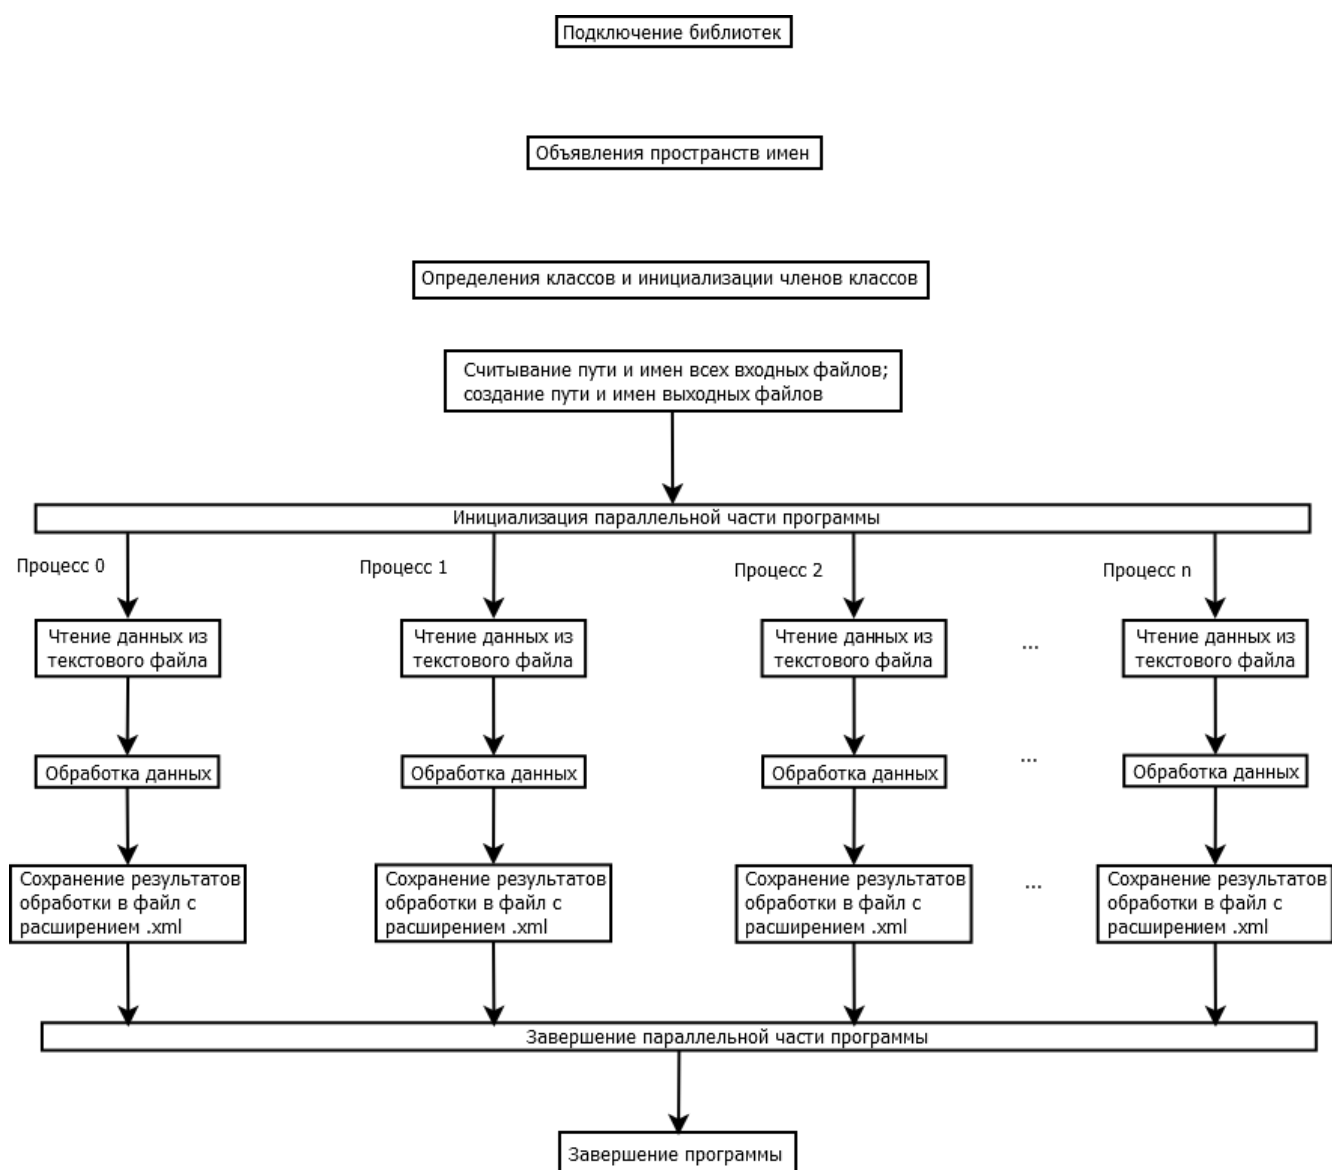 Подключение библиотек
Объявления пространств имен
Определения классов и инициализации членов классов
Считывание пути и имен всех входных файлов;
создание пути и имен выходных файлов
Инициализация параллельной части программы
Процесс 0
Процесс 1
Процесс 2
Процесс n
Чтение данных из
текстового файла
Чтение данных из
текстового файла
Чтение данных из
текстового файла
...
Чтение данных из
текстового файла
Обработка данных
Обработка данных
Обработка данных
...
Обработка данных
Сохранение результатов
обработки в файл с
расширением .xml
Сохранение результатов
обработки в файл с
расширением .xml
Сохранение результатов
обработки в файл с
расширением .xml
...
Сохранение результатов
обработки в файл с
расширением .xml
Завершение параллельной части программы
Завершение программы